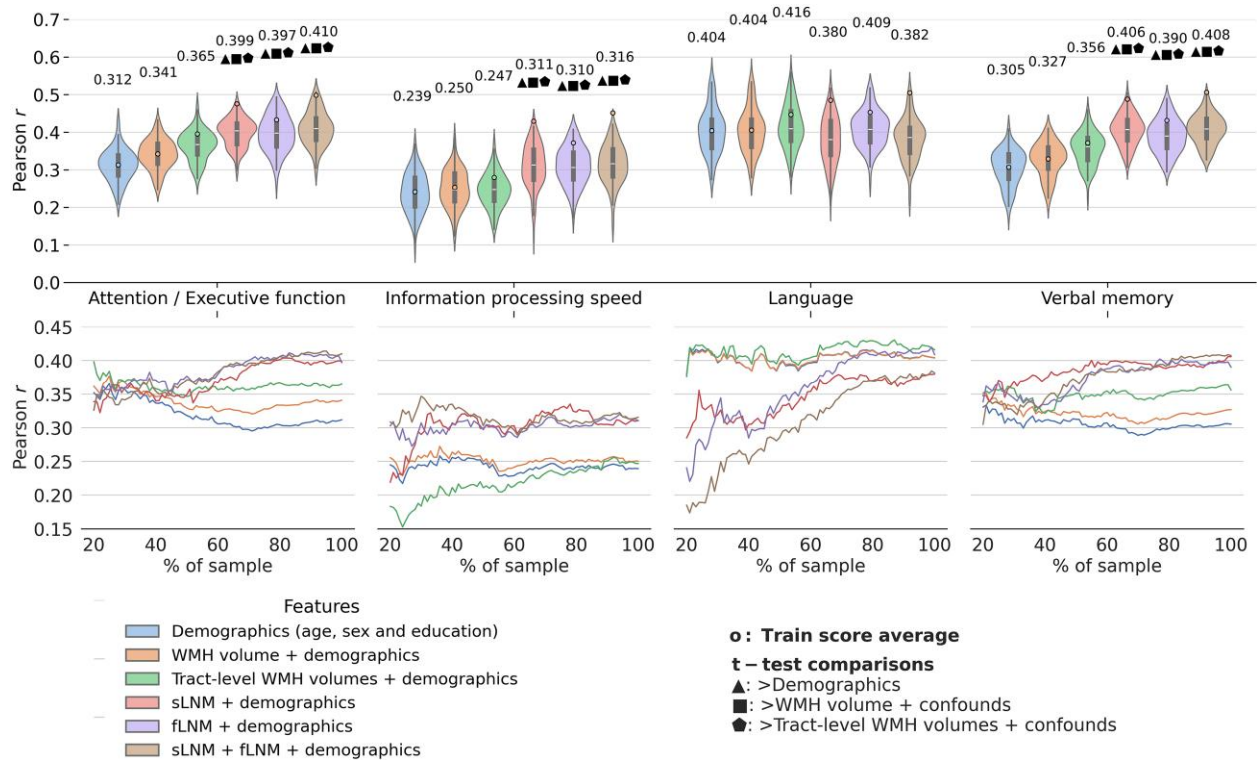 0.7
0.6
0.5
0.4
0.3
0.2
0.1
0.0
Pearson r
0.312
0.341
0.365
0.399
0.397
0.410
0.239
0.250
0.247
0.311
0.310
0.316
0.404
0.404
0.416
0.380
0.409
0.382
0.305
0.327
0.356
0.406
0.390
0.408
Attention / Executive function
Information processing speed
Language
Verbal memory
0.45
0.40
0.35
0.30
0.25
0.20
0.15
Pearson r
20 40 60 80 100
20 40 60 80 100
20 40 60 80 100
20 40 60 80 100
% of sample
% of sample
% of sample
% of sample
Features
Demographics (age, sex and education)
WMH volume + demographics
Tract-level WMH volumes + demographics
sLNM + demographics
fLNM + demographics
sLNM + fLNM + demographics
o : Train score average
t − test comparisons
▲: >Demographics
■: >WMH volume + confounds
⬟: >Tract-level WMH volumes + confounds